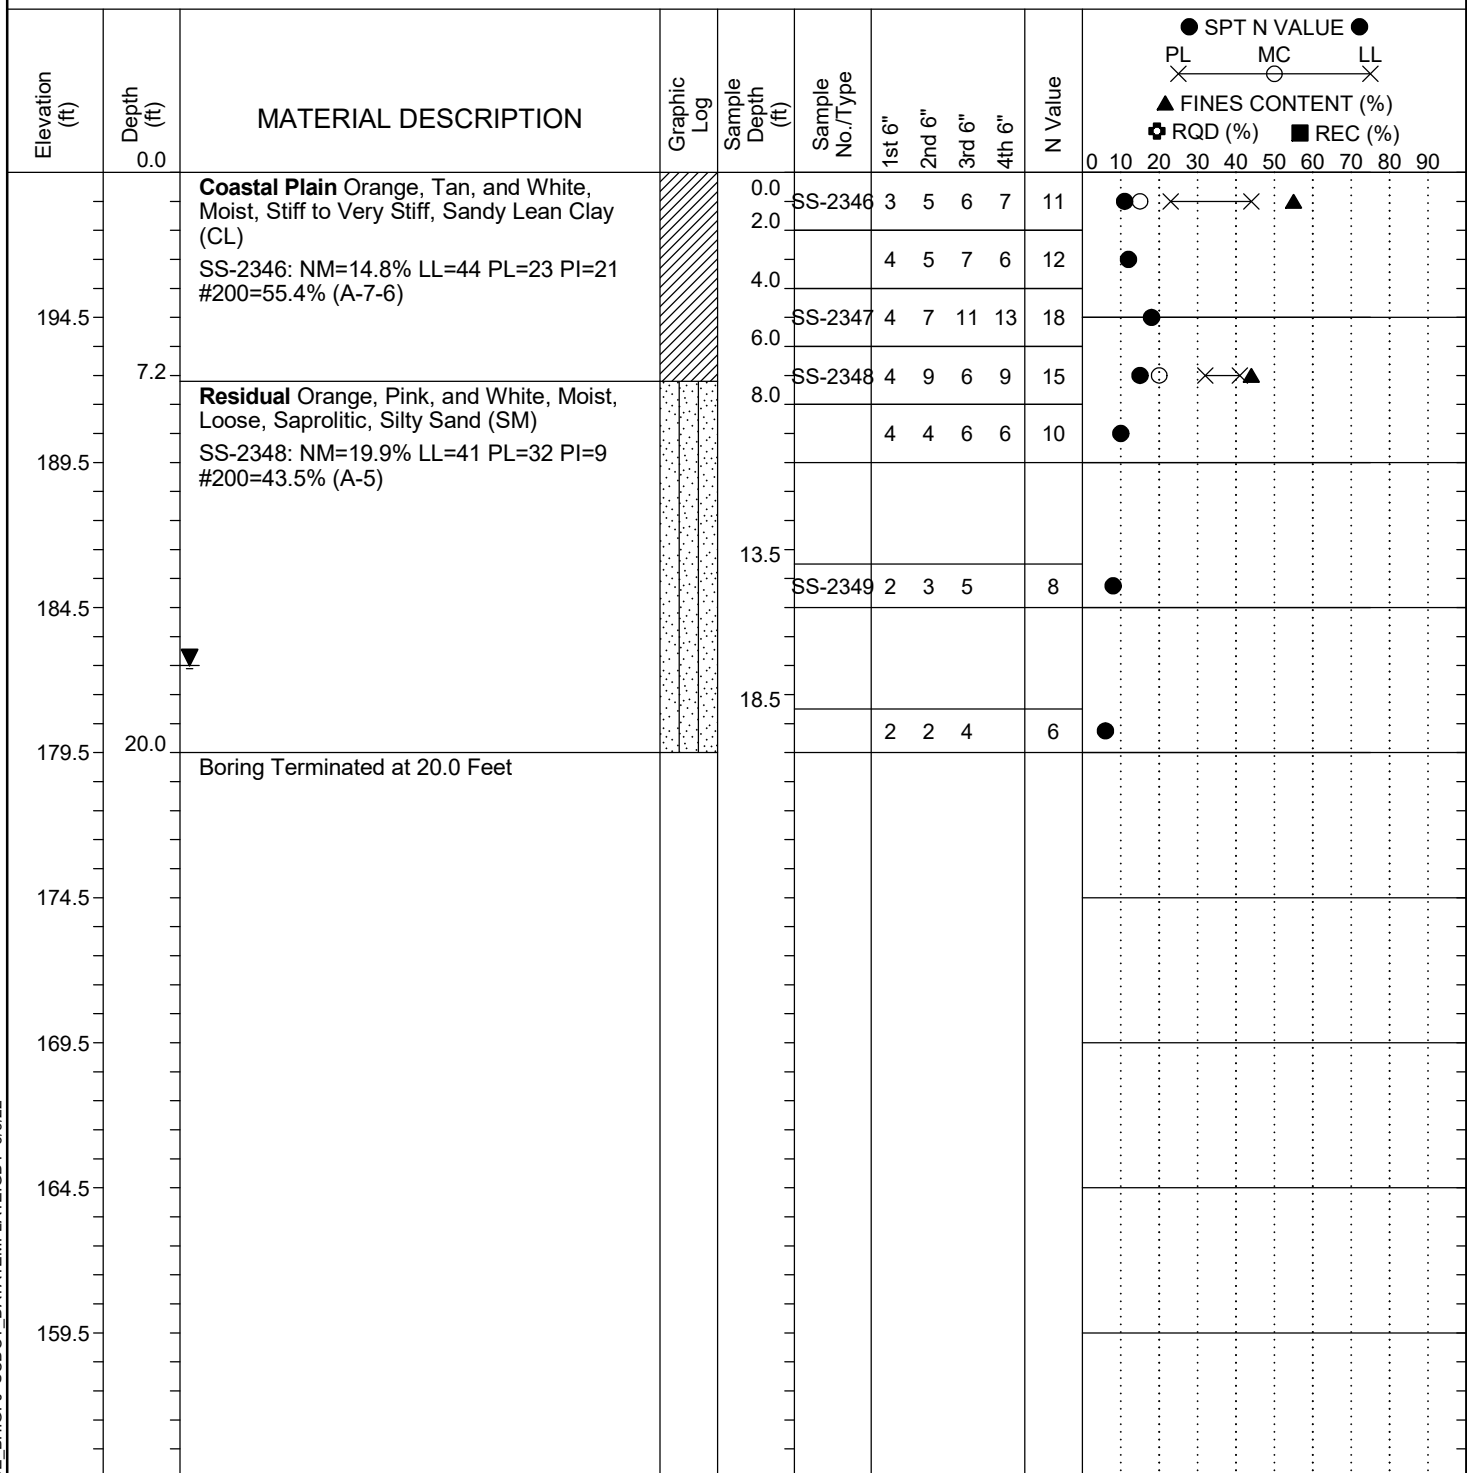 ● SPT N VALUE ●
PL MC LL
▲ FINES CONTENT (%)
RQD (%) ■ REC (%)
Elevation (ft)
Depth (ft)
MATERIAL DESCRIPTION
Graphic Log
Sample Depth (ft)
Sample No./Type
1st 6"
2nd 6"
3rd 6"
4th 6"
N Value
0.0
0 10 20 30 40 50 60 70 80 90
Coastal Plain Orange, Tan, and White,
Moist, Stiff to Very Stiff, Sandy Lean Clay
(CL)
SS-2346: NM=14.8% LL=44 PL=23 PI=21
#200=55.4% (A-7-6)
0.0
SS-2346 3 5 6 7 11
2.0
4 5 7 6 12
4.0
194.5
SS-2347 4 7 11 13 18
6.0
7.2
SS-2348 4 9 6 9 15
8.0
Residual Orange, Pink, and White, Moist,
Loose, Saprolitic, Silty Sand (SM)
SS-2348: NM=19.9% LL=41 PL=32 PI=9
#200=43.5% (A-5)
4 4 6 6 10
189.5
13.5
SS-2349 2 3 5 8
184.5
18.5
2 2 4 6
20.0
179.5
Boring Terminated at 20.0 Feet
174.5
169.5
164.5
159.5